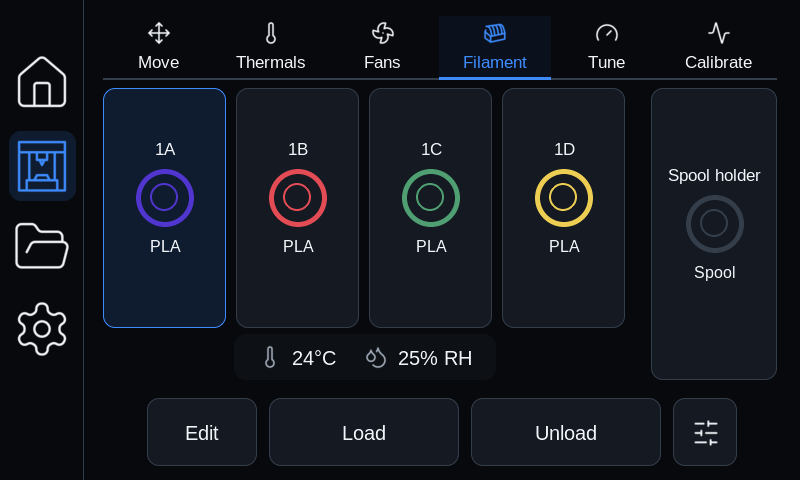 Move
Thermals
Fans
Filament
Tune
Calibrate
1A
PLA
1B
PLA
1C
PLA
1D
PLA
Spool holder
Spool
24°C
25% RH
Edit
Load
Unload